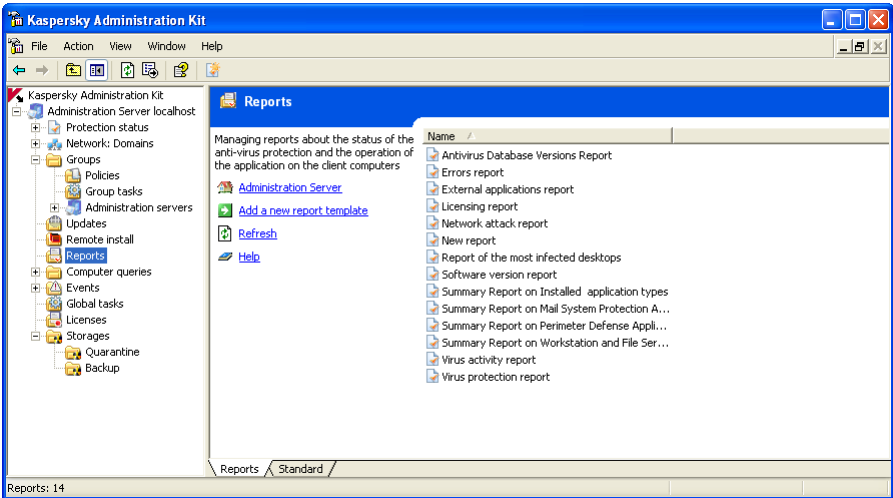 Kaspersky Administration Kit
File Action View Window Help
Kaspersky Administration Kit
Administration Server localhost
Protection status
Network: Domains
Groups
Policies
Group tasks
Administration servers
Updates
Remote install
Reports
Computer queries
Events
Global tasks
Licenses
Storages
Quarantine
Backup
Reports
Managing reports about the status of the
anti-virus protection and the operation of
the application on the client computers
Administration Server
Add a new report template
Refresh
Help
Name
Antivirus Database Versions Report
Errors report
External applications report
Licensing report
Network attack report
New report
Report of the most infected desktops
Software version report
Summary Report on Installed application types
Summary Report on Mail System Protection A...
Summary Report on Perimeter Defense Appli...
Summary Report on Workstation and File Ser...
Virus activity report
Virus protection report
Reports Standard
Reports: 14